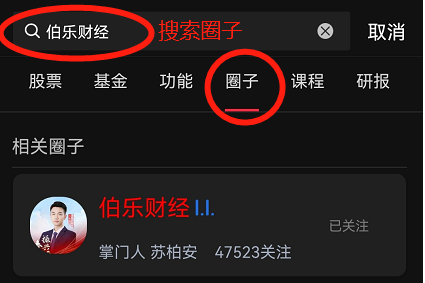 伯乐财经 搜索圈子 取消
股票 基金 功能 圈子 课程 研报
相关圈子
伯乐财经 I.I.
已关注
掌门人 苏柏安 47523关注